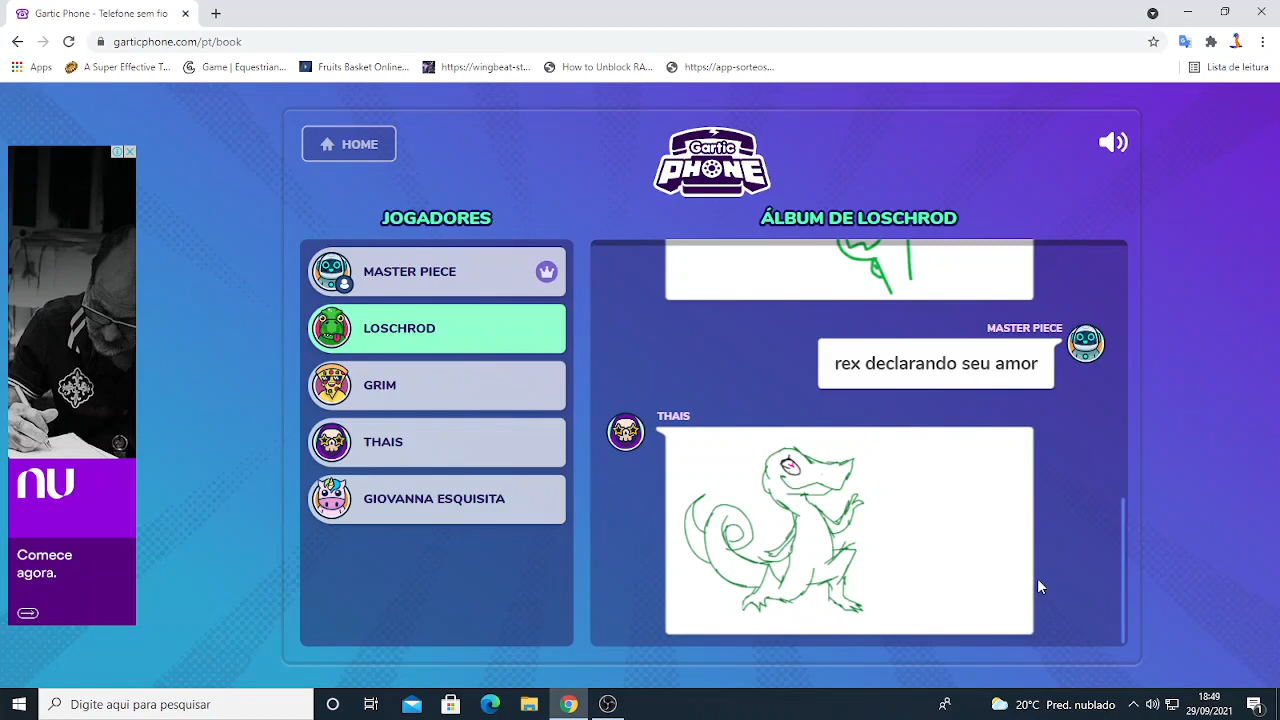 Gartic Phone - Telefone sem fio
garticphone.com/pt/book
Apps
A Super Effective T...
Game | Equestrian...
Fruits Basket Online...
https://wingbeat-st...
How to Unblock RA...
https://app-sorteos...
Lista de leitura
HOME
Gartic
PHONE
JOGADORES
ÁLBUM DE LOSCHROD
MASTER PIECE
LOSCHROD
GRIM
THAIS
GIOVANNA ESQUISITA
MASTER PIECE
rex declarando seu amor
THAIS
nu
Comece
agora.
Digite aqui para pesquisar
20°C Pred. nublado
18:49
29/09/2021
1